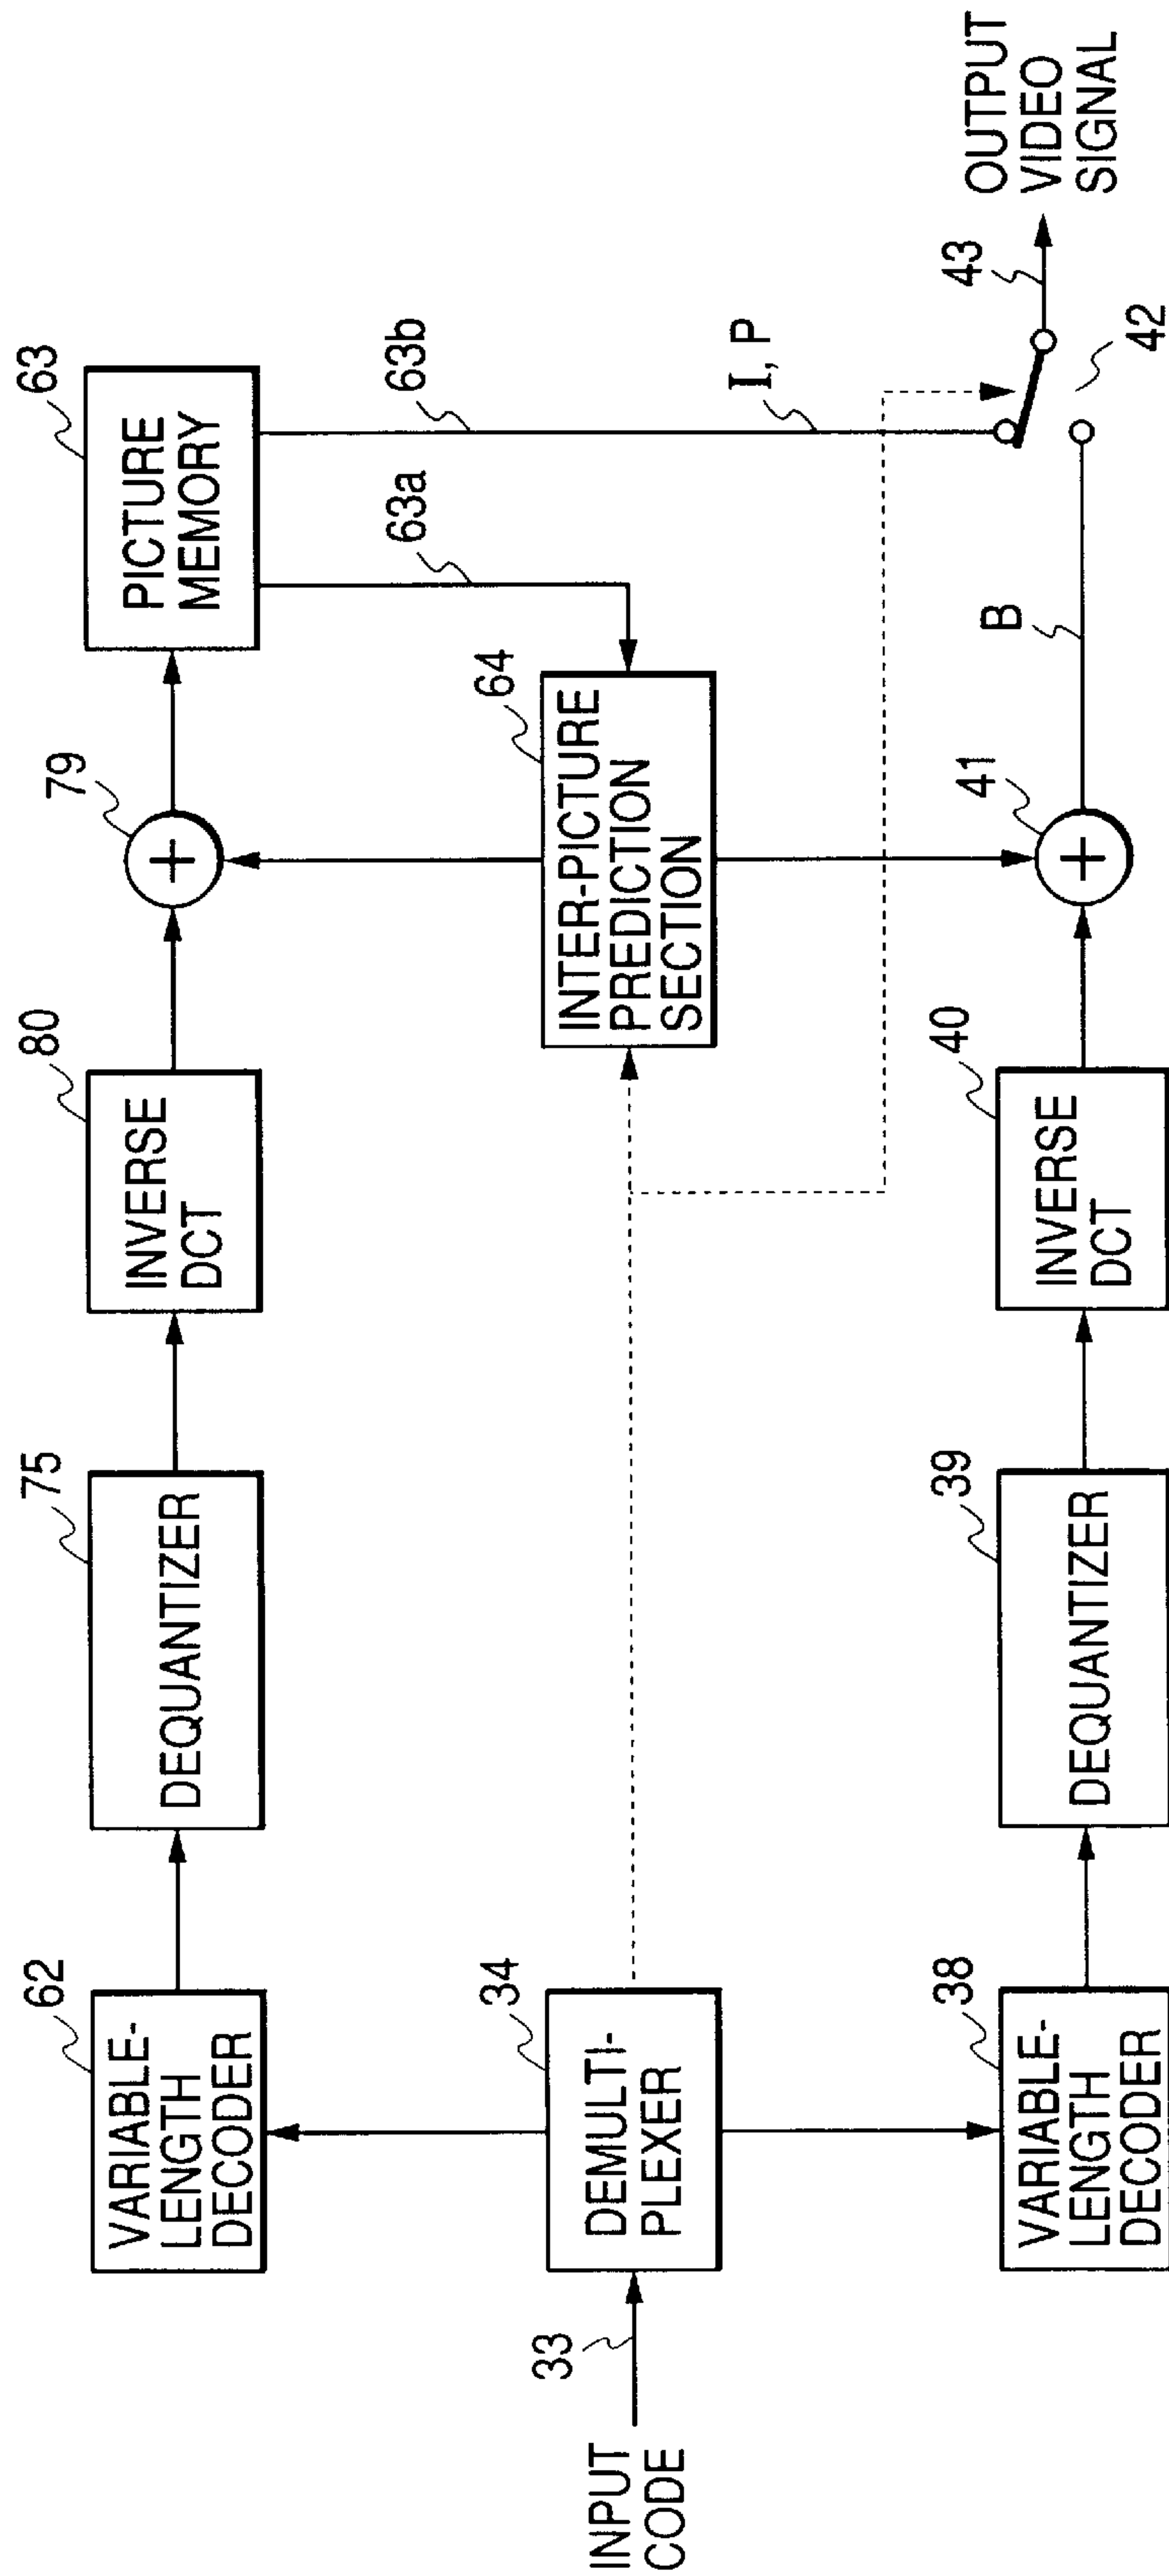 62
VARIABLE-
LENGTH
DECODER
75
DEQUANTIZER
80
INVERSE
DCT
79
+
63
PICTURE
MEMORY
63a
63b
I, P
INPUT
CODE
33
34
DEMULTI-
PLEXER
64
INTER-PICTURE
PREDICTION
SECTION
38
VARIABLE-
LENGTH
DECODER
39
DEQUANTIZER
40
INVERSE
DCT
41
+
B
42
43
OUTPUT
VIDEO
SIGNAL